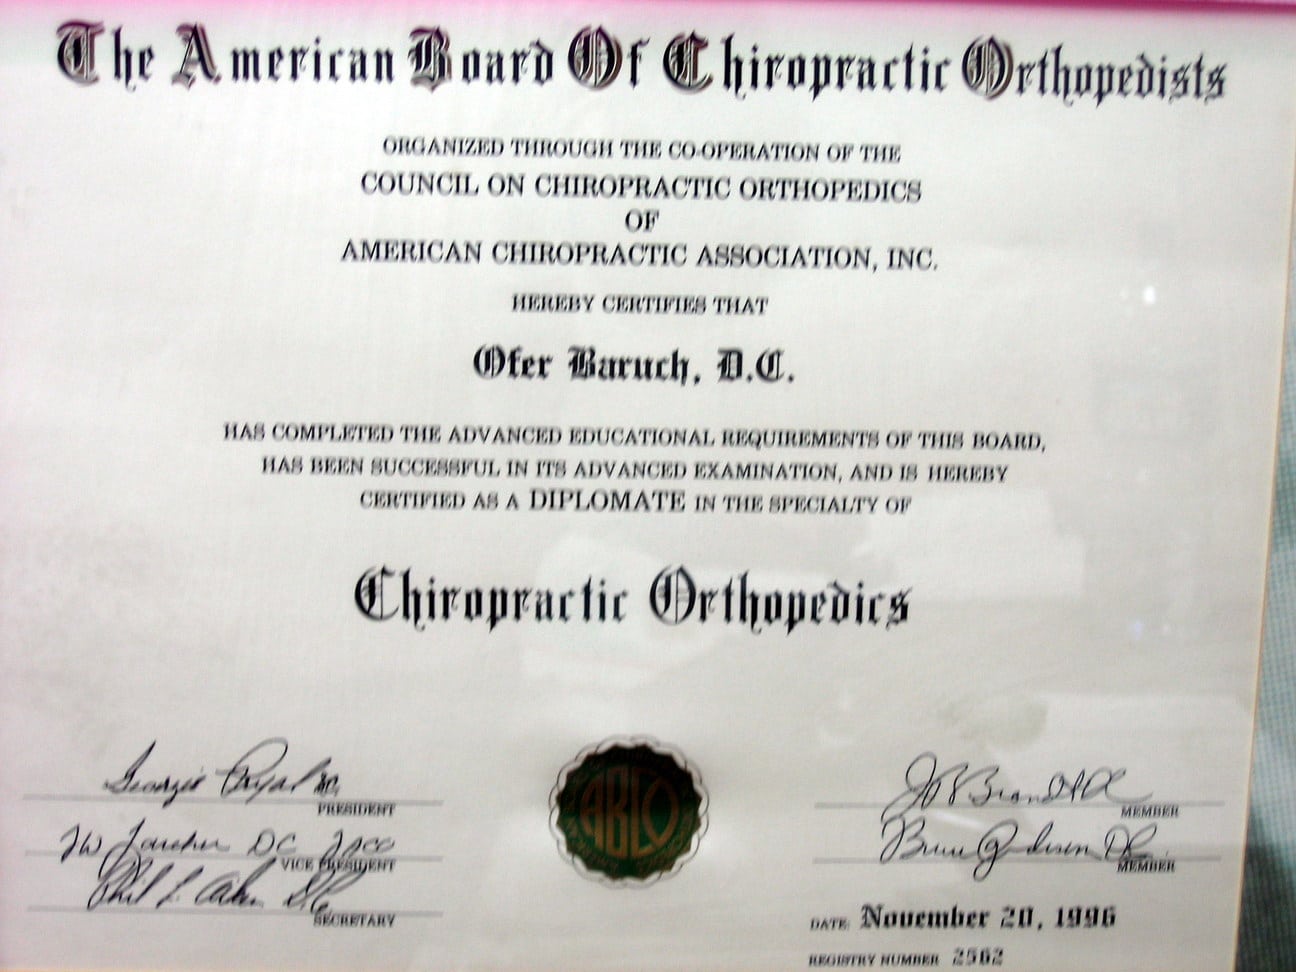 The American Board Of Chiropractic Orthopedists
ORGANIZED THROUGH THE CO-OPERATION OF THE
COUNCIL ON CHIROPRACTIC ORTHOPEDICS
OF
AMERICAN CHIROPRACTIC ASSOCIATION, INC.
HEREBY CERTIFIES THAT
Ofer Baruch, D.C.
HAS COMPLETED THE ADVANCED EDUCATIONAL REQUIREMENTS OF THIS BOARD,
HAS BEEN SUCCESSFUL IN ITS ADVANCED EXAMINATION, AND IS HEREBY
CERTIFIED AS A DIPLOMATE IN THE SPECIALTY OF
Chiropractic Orthopedics
PRESIDENT
DC
VICE PRESIDENT
Phil L.
SECRETARY
ABCO
MEMBER
MEMBER
DATE: November 20, 1996
REGISTRY NUMBER 2562